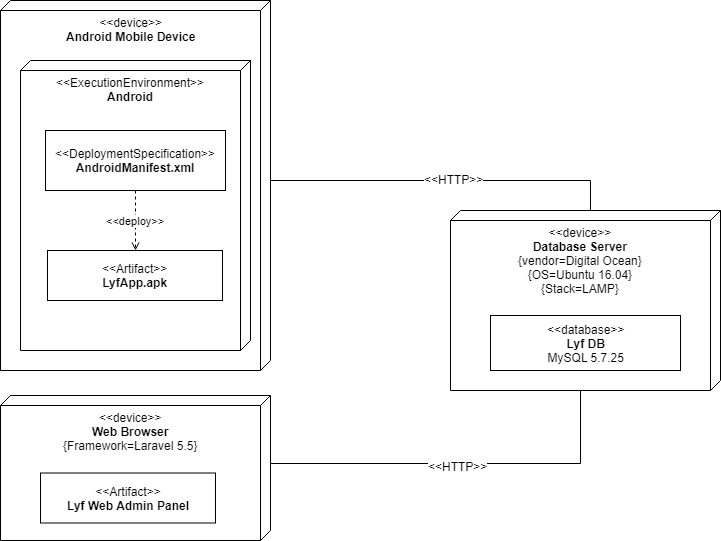 <<device>>
Android Mobile Device
<<ExecutionEnvironment>>
Android
<<DeploymentSpecification>>
AndroidManifest.xml
<<deploy>>
<<Artifact>>
LyfApp.apk
<<HTTP>>
<<device>>
Database Server
{vendor=Digital Ocean}
{OS=Ubuntu 16.04}
{Stack=LAMP}
<<database>>
Lyf DB
MySQL 5.7.25
<<device>>
Web Browser
{Framework=Laravel 5.5}
<<Artifact>>
Lyf Web Admin Panel
<<HTTP>>